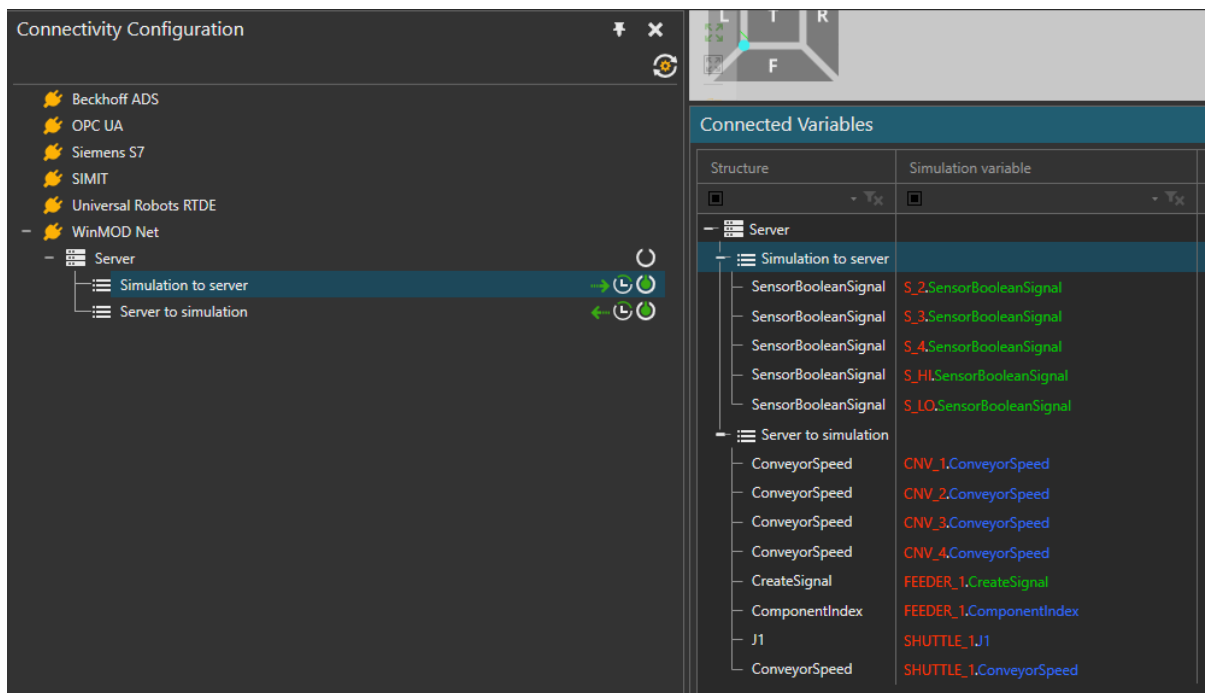 Connectivity Configuration
Beckhoff ADS
OPC UA
Siemens S7
SIMIT
Universal Robots RTDE
WinMOD Net
Server
Simulation to server
Server to simulation
L T R
F
Connected Variables
Structure Simulation variable
Server
Simulation to server
SensorBooleanSignal S_2.SensorBooleanSignal
SensorBooleanSignal S_3.SensorBooleanSignal
SensorBooleanSignal S_4.SensorBooleanSignal
SensorBooleanSignal S_HI.SensorBooleanSignal
SensorBooleanSignal S_LO.SensorBooleanSignal
Server to simulation
ConveyorSpeed CNV_1.ConveyorSpeed
ConveyorSpeed CNV_2.ConveyorSpeed
ConveyorSpeed CNV_3.ConveyorSpeed
ConveyorSpeed CNV_4.ConveyorSpeed
CreateSignal FEEDER_1.CreateSignal
ComponentIndex FEEDER_1.ComponentIndex
J1 SHUTTLE_1.J1
ConveyorSpeed SHUTTLE_1.ConveyorSpeed